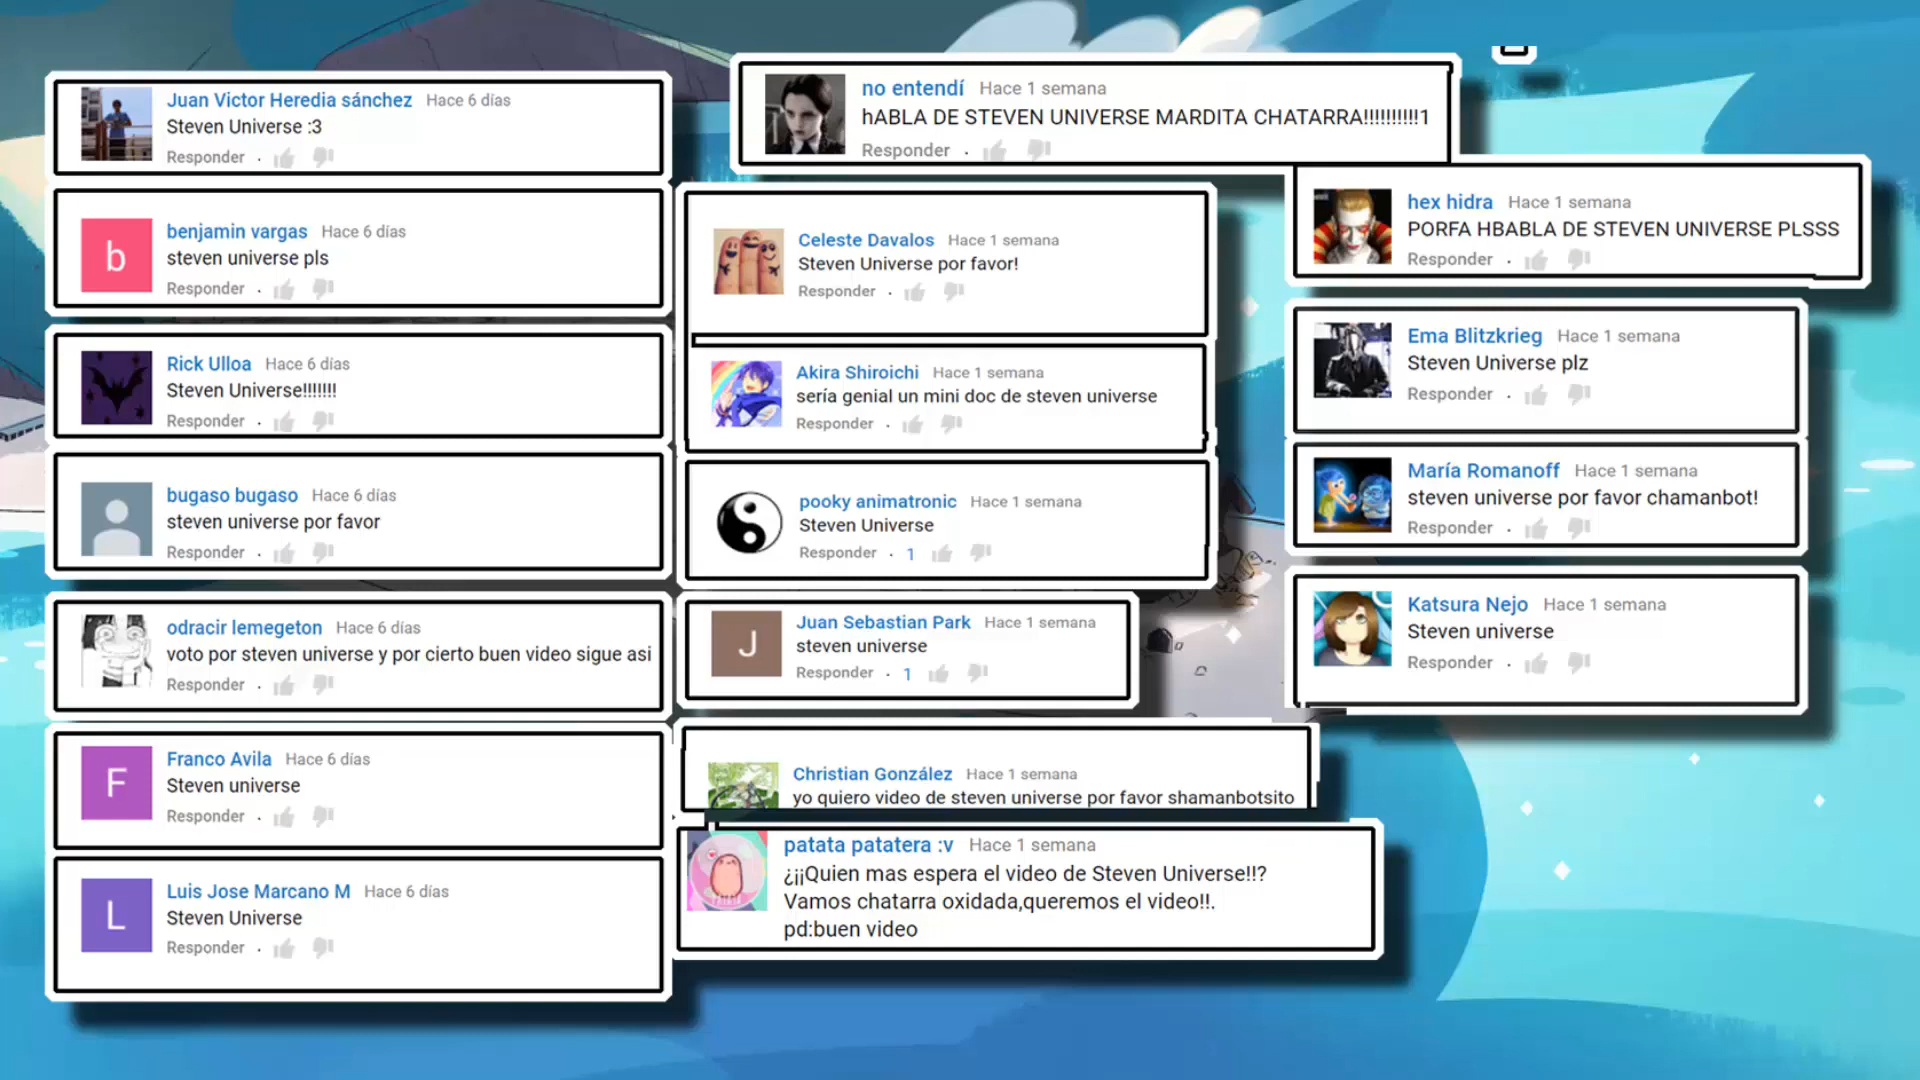 Juan Victor Heredia sánchez Hace 6 días
Steven Universe :3
Responder .
b
benjamin vargas Hace 6 días
steven universe pls
Responder .
Rick Ulloa Hace 6 días
Steven Universe!!!!!!!
Responder .
bugaso bugaso Hace 6 días
steven universe por favor
Responder .
odracir lemegeton Hace 6 días
voto por steven universe y por cierto buen video sigue asi
Responder .
F
Franco Avila Hace 6 días
Steven universe
Responder .
L
Luis Jose Marcano M Hace 6 días
Steven Universe
Responder .
no entendí Hace 1 semana
hABLA DE STEVEN UNIVERSE MARDITA CHATARRA!!!!!!!!!!1
Responder .
Celeste Davalos Hace 1 semana
Steven Universe por favor!
Responder .
Akira Shiroichi Hace 1 semana
sería genial un mini doc de steven universe
Responder .
pooky animatronic Hace 1 semana
Steven Universe
Responder . 1
J
Juan Sebastian Park Hace 1 semana
steven universe
Responder . 1
Christian González Hace 1 semana
yo quiero video de steven universe por favor shamanbotsito
patata patatera :v Hace 1 semana
¿¡¡Quien mas espera el video de Steven Universe!!?
Vamos chatarra oxidada,queremos el video!!.
pd:buen video
hex hidra Hace 1 semana
PORFA HBABLA DE STEVEN UNIVERSE PLSSS
Responder .
Ema Blitzkrieg Hace 1 semana
Steven Universe plz
Responder .
María Romanoff Hace 1 semana
steven universe por favor chamanbot!
Responder .
Katsura Nejo Hace 1 semana
Steven universe
Responder .